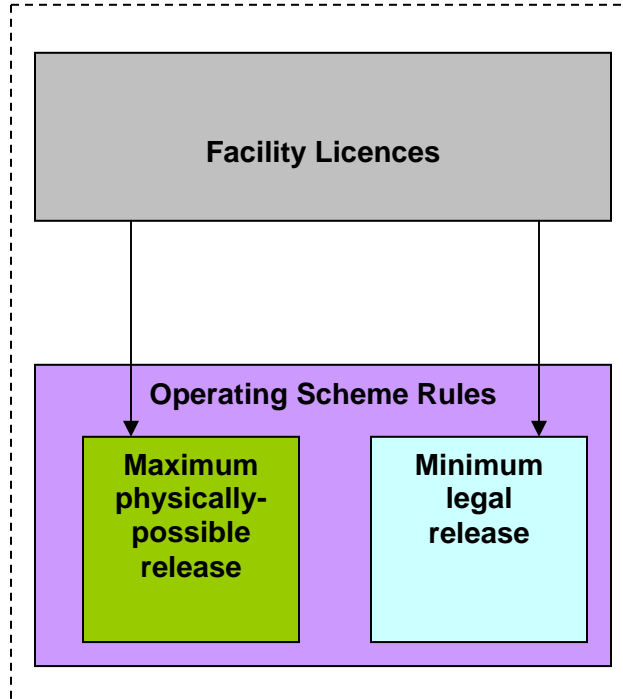 Facility Licences
Operating Scheme Rules
Maximum
physically-
possible
release
Minimum
legal
release